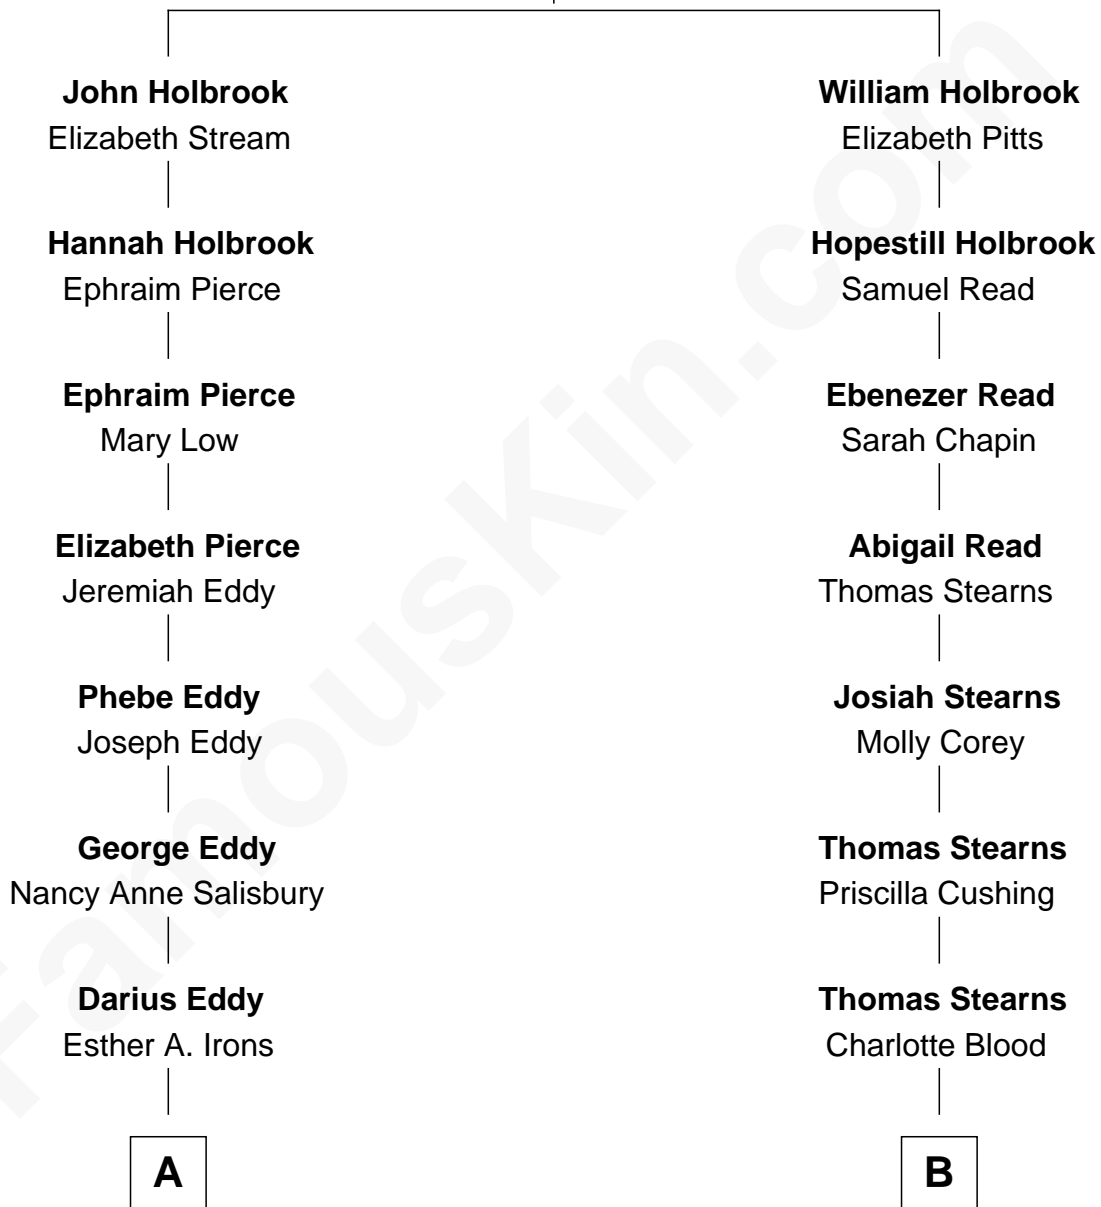 John Holbrook
Elizabeth Stream
Hannah Holbrook
Ephraim Pierce
Ephraim Pierce
Mary Low
Elizabeth Pierce
Jeremiah Eddy
Phebe Eddy
Joseph Eddy
George Eddy
Nancy Anne Salisbury
Darius Eddy
Esther A. Irons
A
William Holbrook
Elizabeth Pitts
Hopestill Holbrook
Samuel Read
Ebenezer Read
Sarah Chapin
Abigail Read
Thomas Stearns
Josiah Stearns
Molly Corey
Thomas Stearns
Priscilla Cushing
Thomas Stearns
Charlotte Blood
B
FamousKin.com